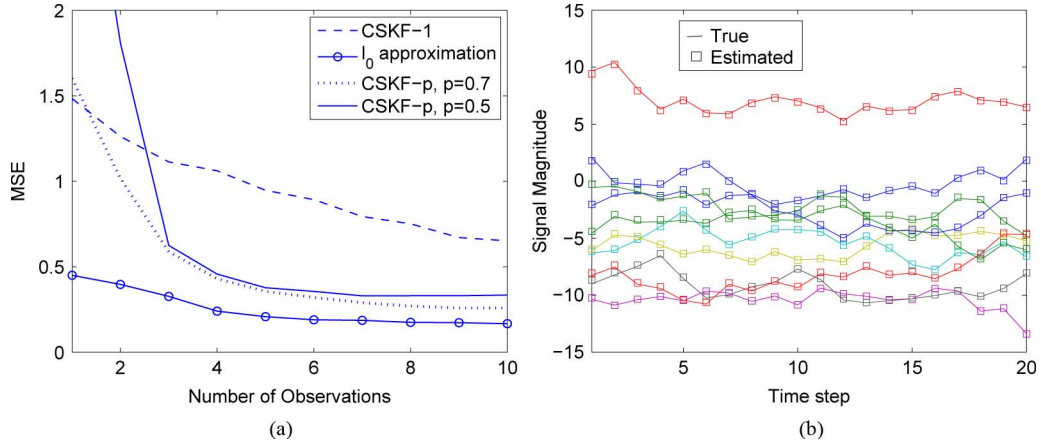 2
1.5
1
0.5
0
MSE
2
4
6
8
10
Number of Observations
CSKF−1
l0 approximation
CSKF−p, p=0.7
CSKF−p, p=0.5
(a)
15
10
5
0
−5
−10
−15
Signal Magnitude
5
10
15
20
Time step
True
Estimated
(b)